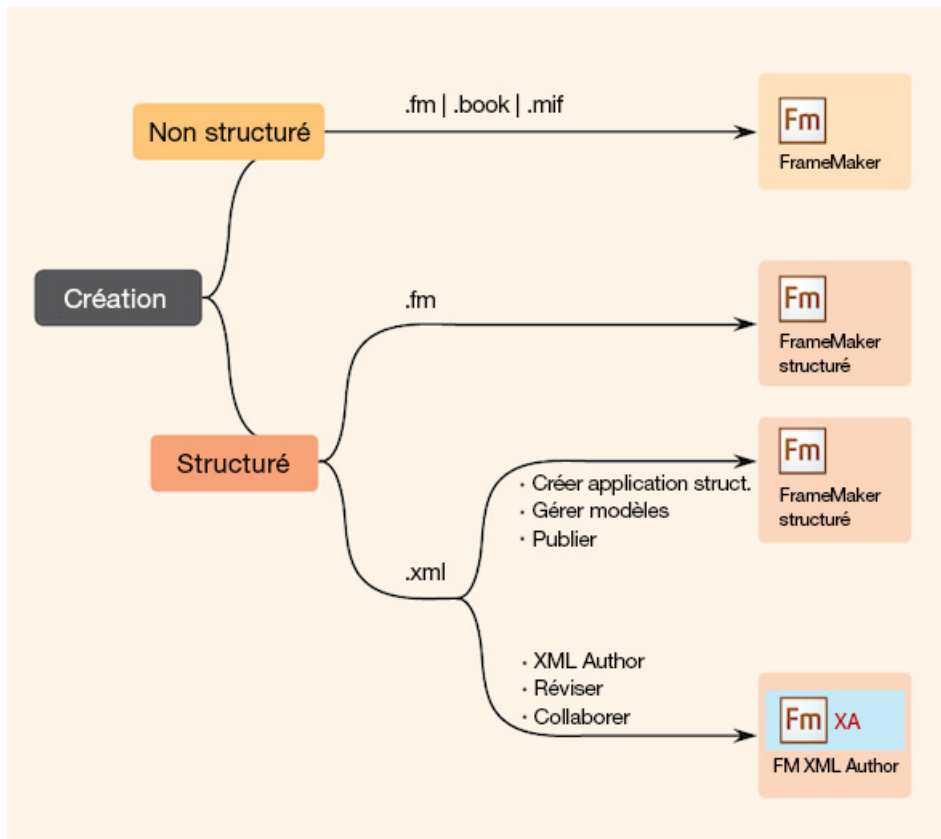 .fm | .book | .mif
Non structuré
Fm
FrameMaker
Création
.fm
Fm
FrameMaker
structuré
Structuré
Fm
FrameMaker
structuré
· Créer application struct.
· Gérer modèles
· Publier
.xml
· XML Author
· Réviser
· Collaborer
Fm XA
FM XML Author